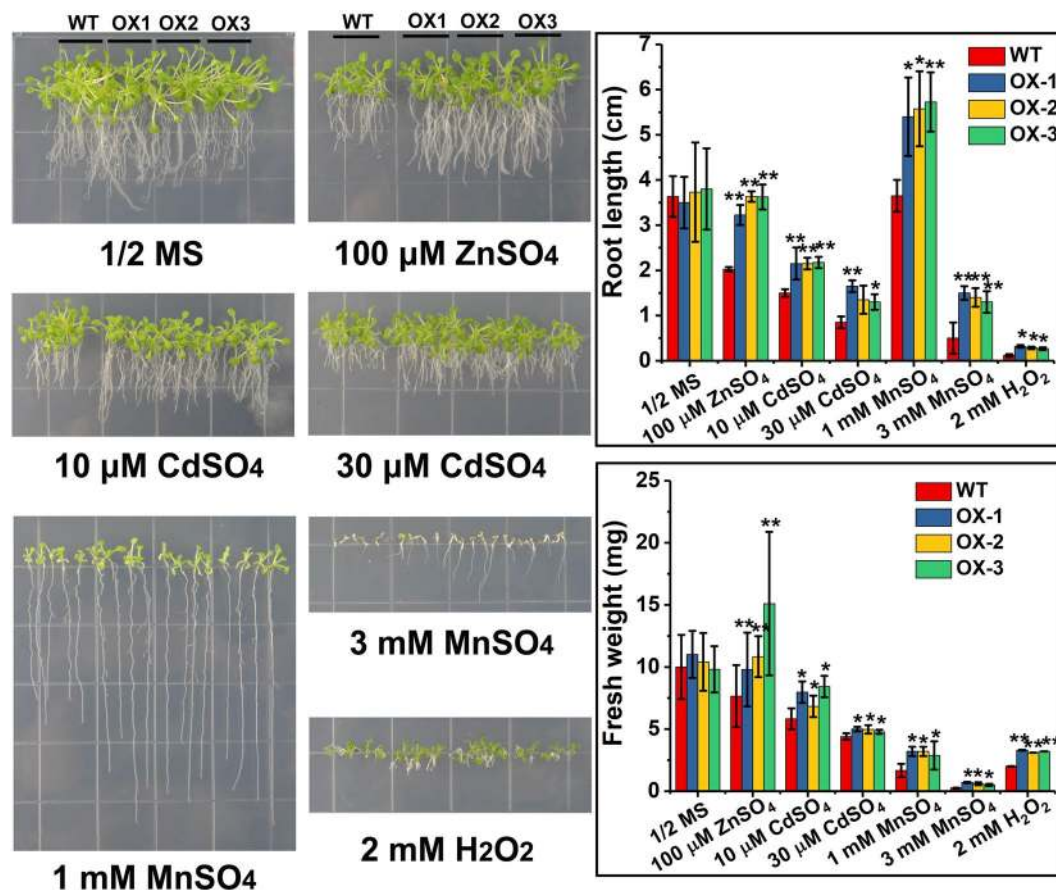 WT OX1 OX2 OX3
WT OX1 OX2 OX3
1/2 MS
100 µM ZnSO4
10 µM CdSO4
30 µM CdSO4
1 mM MnSO4
3 mM MnSO4
2 mM H2O2
Root length (cm)
7
6
5
4
3
2
1
0
WT
OX-1
OX-2
OX-3
** ** **
** ** **
** *
* * **
** ** **
* ** *
1/2 MS
100 µM ZnSO₄
10 µM CdSO₄
30 µM CdSO₄
1 mM MnSO₄
3 mM MnSO₄
2 mM H₂O₂
Fresh weight (mg)
25
20
15
10
5
0
WT
OX-1
OX-2
OX-3
** ** **
* * *
* * *
** * *
** * *
** ** **
1/2 MS
100 µM ZnSO₄
10 µM CdSO₄
30 µM CdSO₄
1 mM MnSO₄
3 mM MnSO₄
2 mM H₂O₂